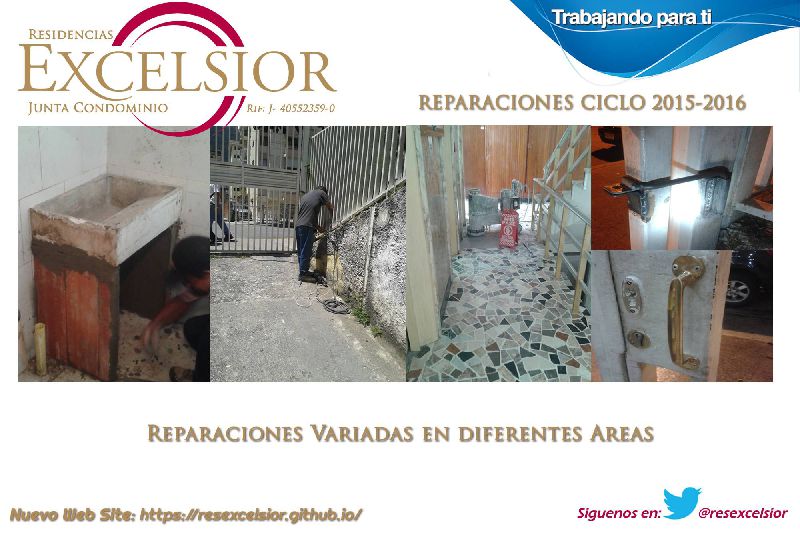 Residencias
Excelsior
Junta Condominio
Rif: J- 40552359-0
Trabajando para ti
Reparaciones Ciclo 2015-2016
Reparaciones Variadas en diferentes Areas
Nuevo Web Site: https://resexcelsior.github.io/
Siguenos en: @resexcelsior